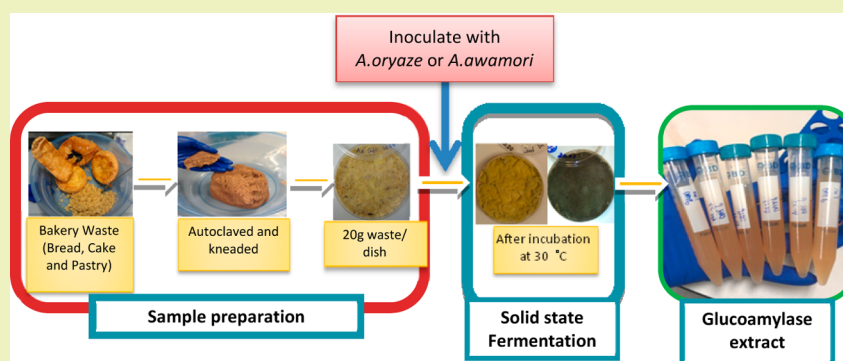 Inoculate with
A.oryaze or A.awamori
Bakery Waste
(Bread, Cake
and Pastry)
Autoclaved and
kneaded
20g waste/
dish
After incubation
at 30 ˚C
Sample preparation
Solid state
Fermentation
Glucoamylase
extract